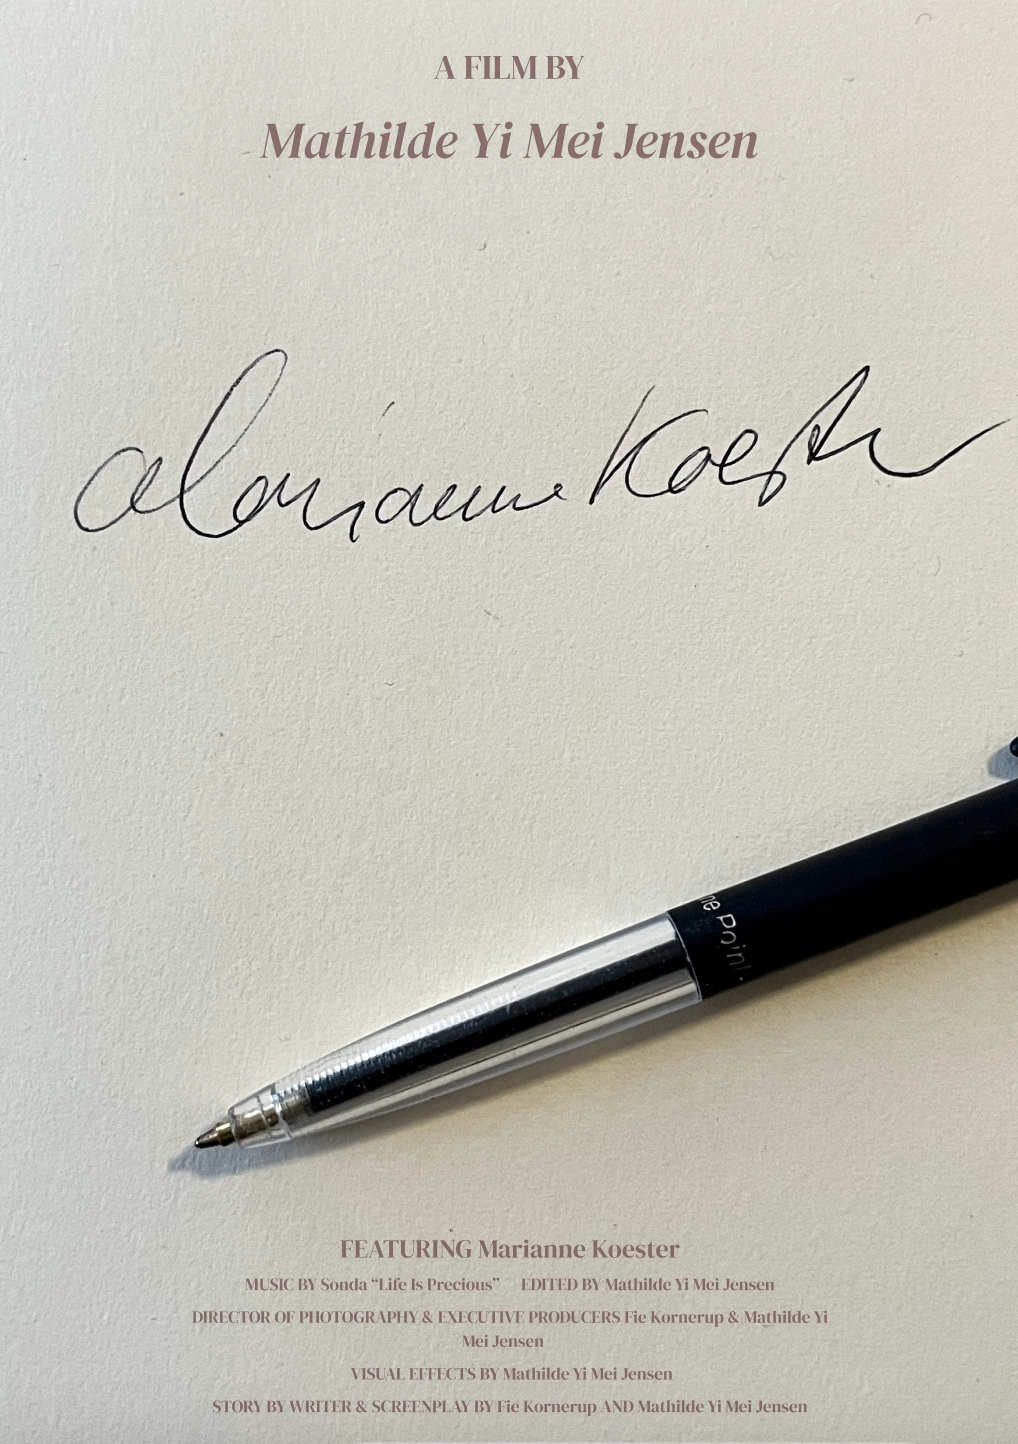 A FILM BY
Mathilde Yi Mei Jensen
Marianne Koester
ne Point
FEATURING Marianne Koester
MUSIC BY Sonda “Life Is Precious” EDITED BY Mathilde Yi Mei Jensen
DIRECTOR OF PHOTOGRAPHY & EXECUTIVE PRODUCERS Fie Kornerup & Mathilde Yi
Mei Jensen
VISUAL EFFECTS BY Mathilde Yi Mei Jensen
STORY BY WRITER & SCREENPLAY BY Fie Kornerup AND Mathilde Yi Mei Jensen